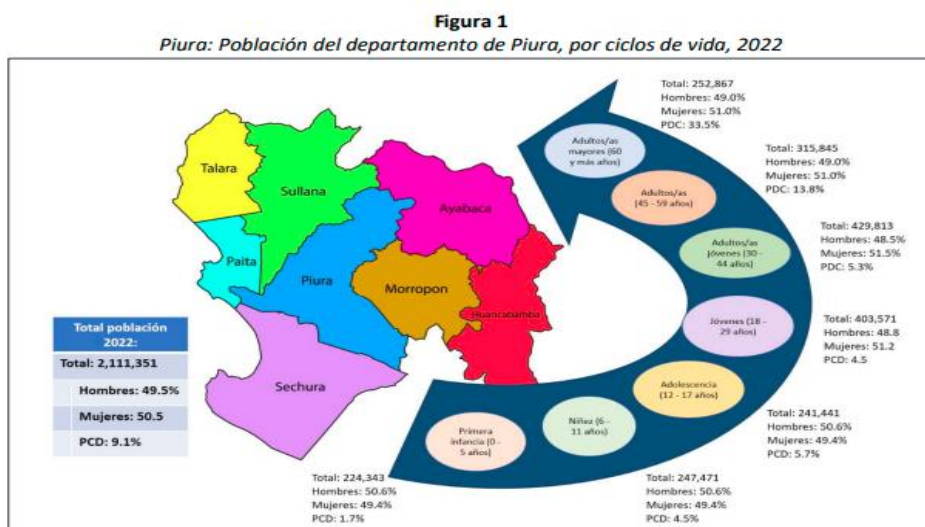 Figura 1
Piura: Población del departamento de Piura, por ciclos de vida, 2022
Talara
Sullana
Ayabaca
Paita
Piura
Morropon
Huancabamba
Sechura
Total población
2022:
Total: 2,111,351
Hombres: 49.5%
Mujeres: 50.5
PCD: 9.1%
Total: 252,867
Hombres: 49.0%
Mujeres: 51.0%
PDC: 33.5%
Adultos/as
mayores (60
y más años)
Total: 315,845
Hombres: 49.0%
Mujeres: 51.0%
PDC: 13.8%
Adultos/as
(45 - 59 años)
Total: 429,813
Hombres: 48.5%
Mujeres: 51.5%
PDC: 5.3%
Adultos/as
Jóvenes (30 -
44 años)
Total: 403,571
Hombres: 48.8
Mujeres: 51.2
PCD: 4.5
Jóvenes (18 -
29 años)
Total: 241,441
Hombres: 50.6%
Mujeres: 49.4%
PCD: 5.7%
Adolescencia
(12 - 17 años)
Total: 247,471
Hombres: 50.6%
Mujeres: 49.4%
PCD: 4.5%
Niñez (6 -
11 años)
Total: 224,343
Hombres: 50.6%
Mujeres: 49.4%
PCD: 1.7%
Primera
infancia (0 -
5 años)